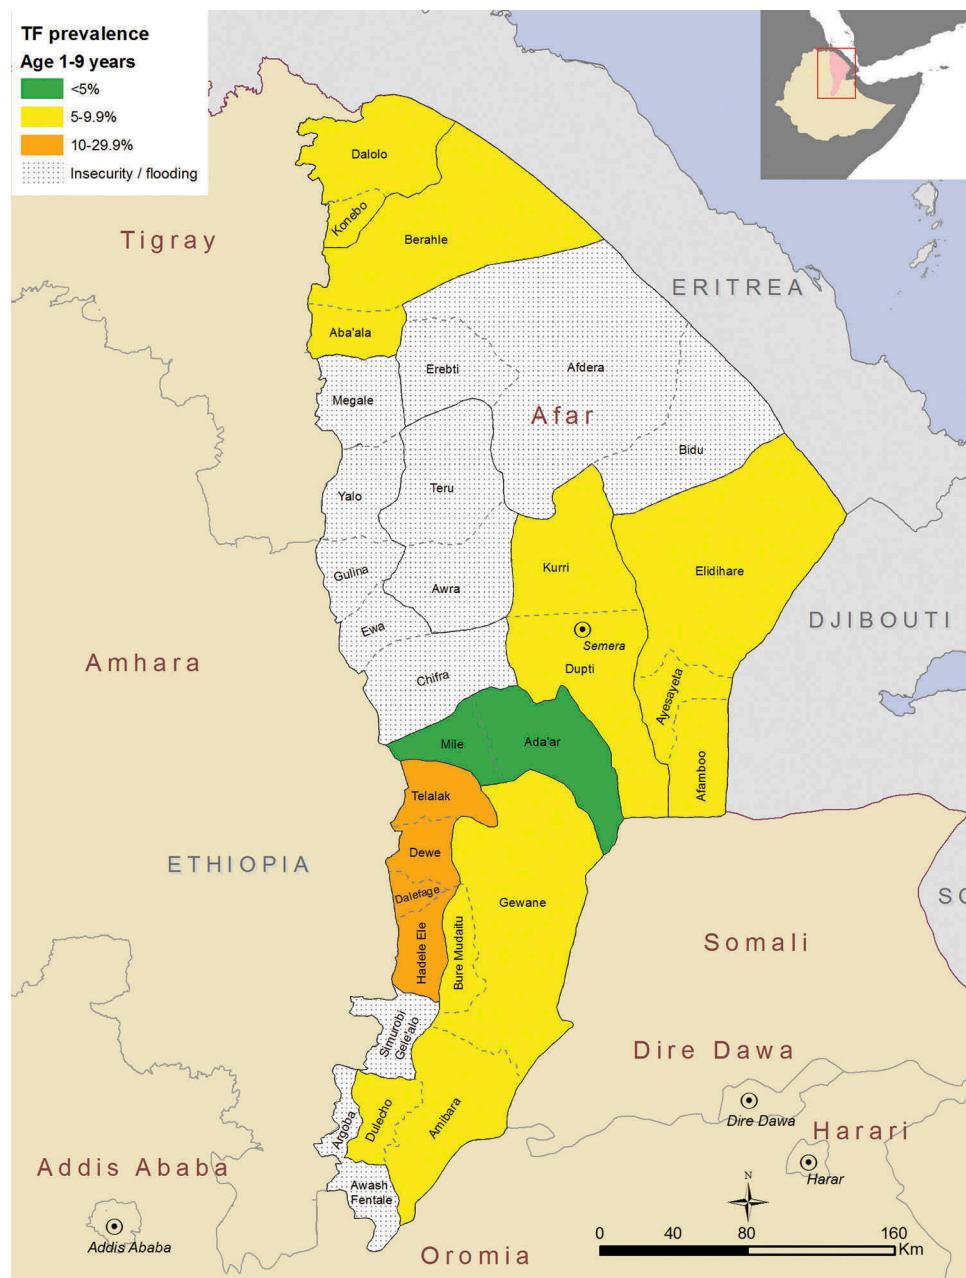 TF prevalence
Age 1-9 years
<5%
5-9.9%
10-29.9%
Insecurity / flooding
Dalolo
Konebo
Tigray
Berahle
ERITREA
Aba'ala
Erebti
Afdera
Megale
Afar
Bidu
Yalo
Teru
Kurri
Elidihare
Gulina
Awra
DJIBOUTI
Ewa
Semera
Amhara
Dupti
Chifra
Ayesayeta
Mile
Ada'ar
Afamboo
Telalak
Dewe
ETHIOPIA
Dalefage
SO
Gewane
Hadele Ele
Bure Mudaitu
Somali
Simurobi
Gele'alo
Dire Dawa
Argoba
Dulecho
Amibara
Dire Dawa
Harari
Addis Ababa
Harar
Awash
Fentale
N
Addis Ababa
Oromia
0 40 80 160
Km